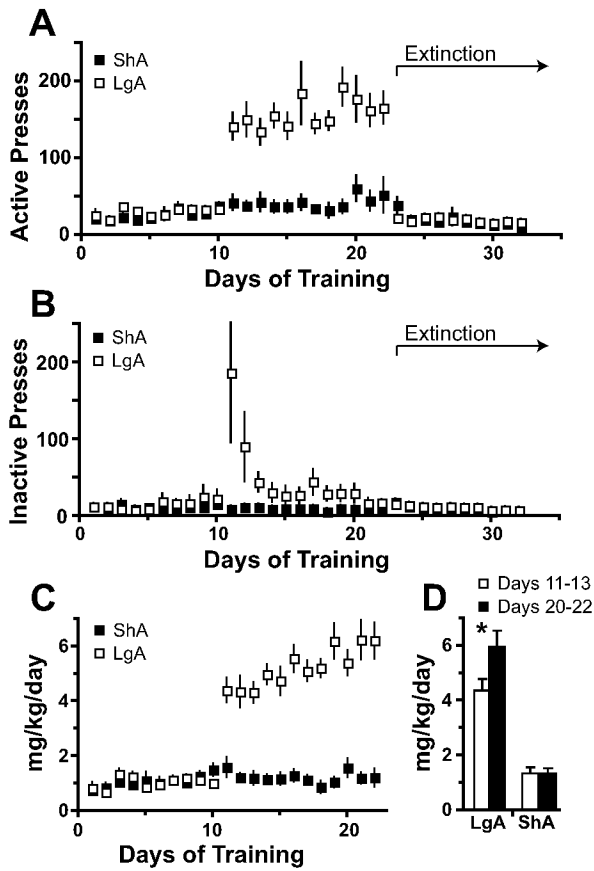 A
ShA
LgA
Extinction
Active Presses
200
100
0
0
10
20
30
Days of Training
B
ShA
LgA
Extinction
Inactive Presses
200
100
0
0
10
20
30
Days of Training
C
ShA
LgA
mg/kg/day
6
4
2
0
0
10
20
Days of Training
D
Days 11-13
Days 20-22
*
mg/kg/day
6
4
2
0
LgA ShA